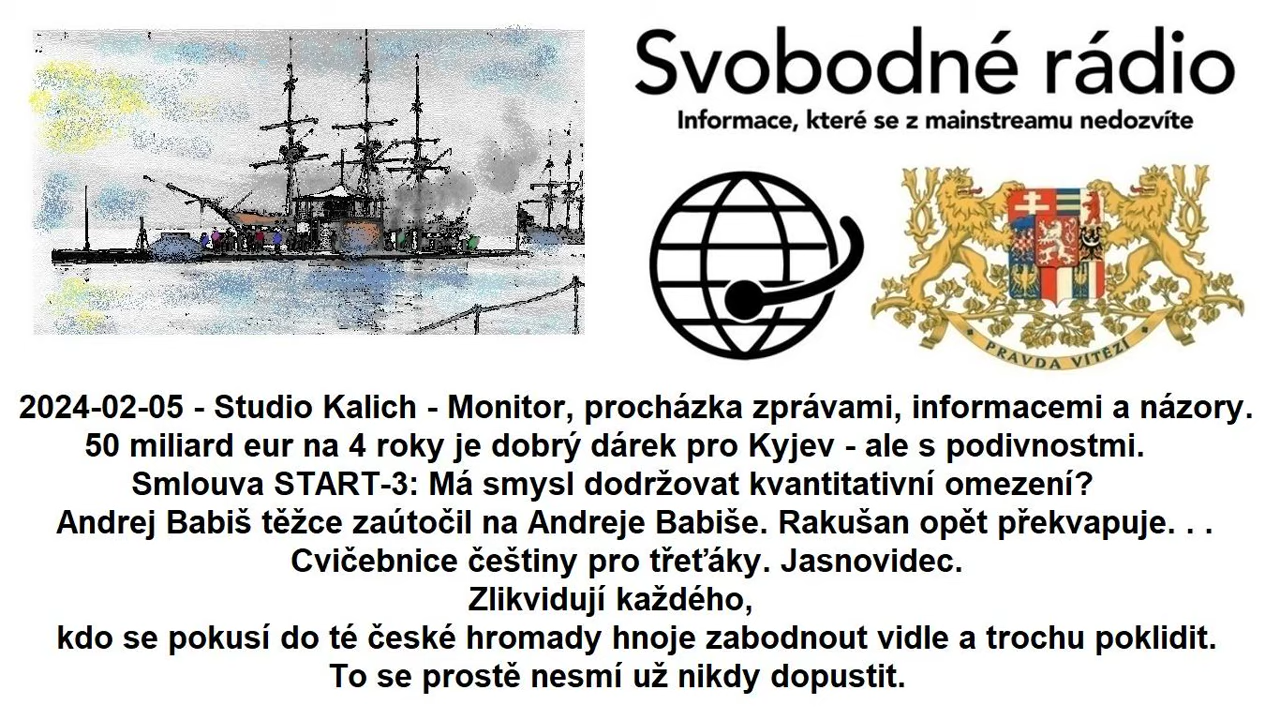 Svobodné rádio
Informace, které se z mainstreamu nedozvíte
PRAVDA VÍTĚZÍ
2024-02-05 - Studio Kalich - Monitor, procházka zprávami, informacemi a názory.
50 miliard eur na 4 roky je dobrý dárek pro Kyjev - ale s podivnostmi.
Smlouva START-3: Má smysl dodržovat kvantitativní omezení?
Andrej Babiš těžce zaútočil na Andreje Babiše. Rakušan opět překvapuje. . .
Cvičebnice češtiny pro třeťáky. Jasnovidec.
Zlikvidují každého,
kdo se pokusí do té české hromady hnoje zabodnout vidle a trochu poklidit.
To se prostě nesmí už nikdy dopustit.